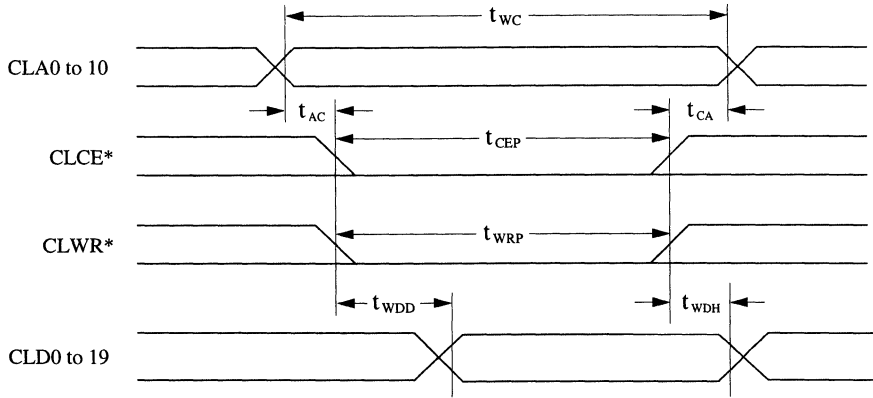 t WC
CLA0 to 10
t AC
t CA
t CEP
CLCE*
t WRP
CLWR*
t WDD
t WDH
CLD0 to 19